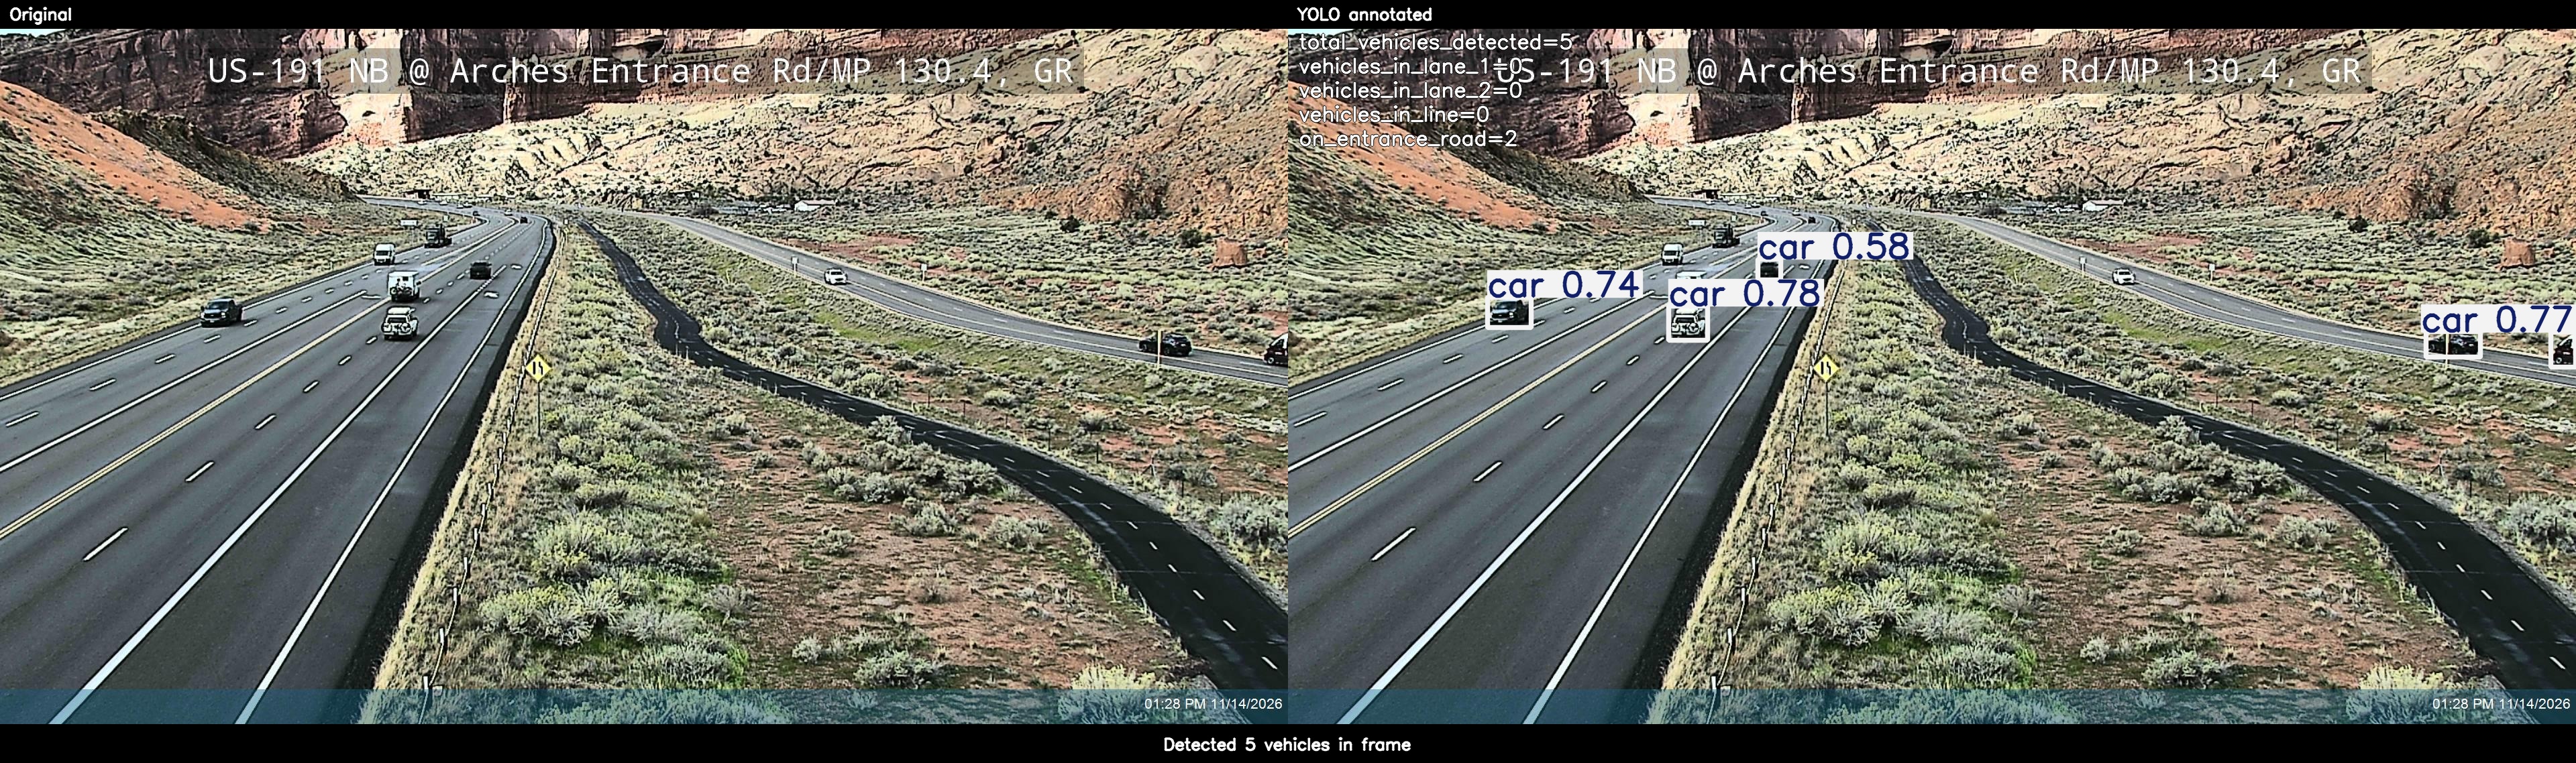 Original
US-191 NB @ Arches Entrance Rd/MP 130.4, GR
01:28 PM 11/14/2026
YOLO annotated
total_vehicles_detected=5
vehicles_in_lane_1=0
US-191 NB @ Arches Entrance Rd/MP 130.4, GR
vehicles_in_lane_2=0
vehicles_in_line=0
on_entrance_road=2
car 0.58
car 0.74
car 0.78
car 0.77
01:28 PM 11/14/2026
Detected 5 vehicles in frame